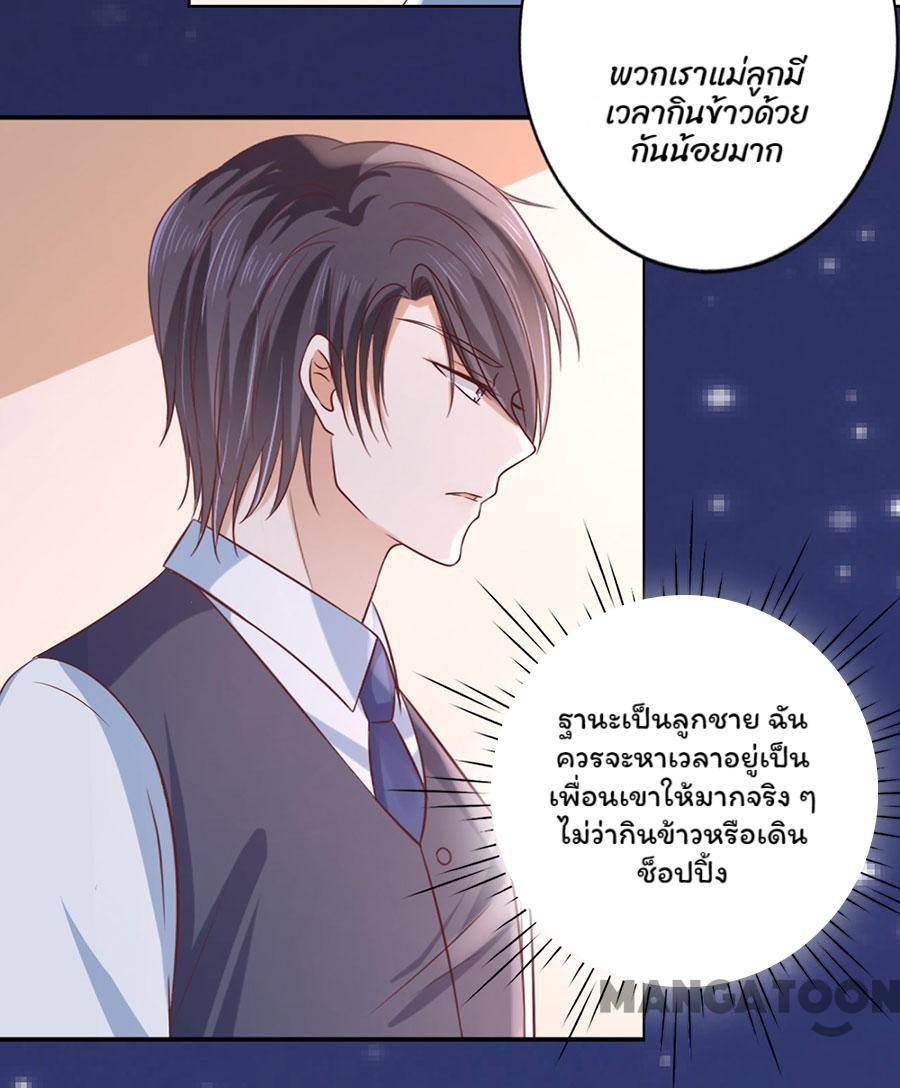 พวกเราแม่ลูกมี
เวลากินข้าวด้วย
กันน้อยมาก
ฐานะเป็นลูกชาย ฉัน
ควรจะหาเวลาอยู่เป็น
เพื่อนเขาให้มากจริง ๆ
ไม่ว่ากินข้าวหรือเดิน
ช็อปปิ้ง
MANGATOON